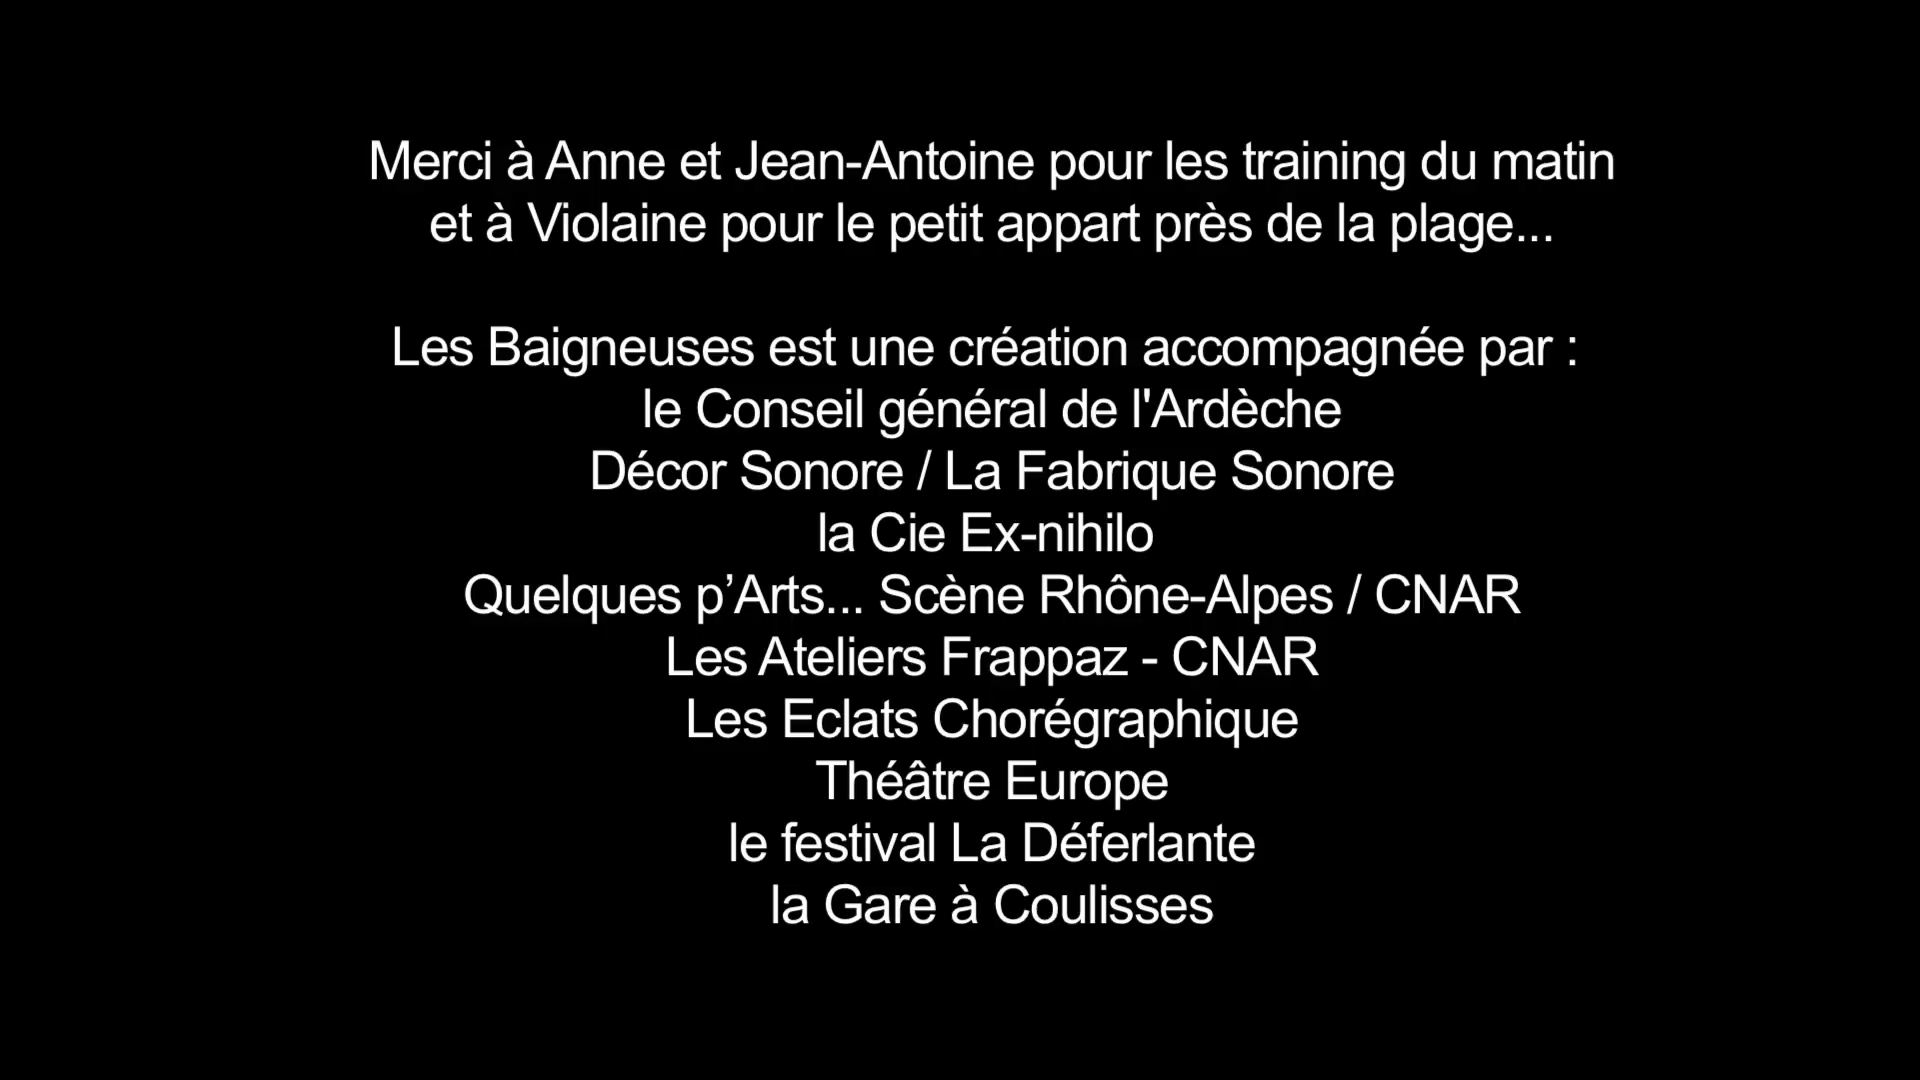 Merci à Anne et Jean-Antoine pour les training du matin
et à Violaine pour le petit appart près de la plage...
Les Baigneuses est une création accompagnée par :
le Conseil général de l'Ardèche
Décor Sonore / La Fabrique Sonore
la Cie Ex-nihilo
Quelques p’Arts... Scène Rhône-Alpes / CNAR
Les Ateliers Frappaz - CNAR
Les Eclats Chorégraphique
Théâtre Europe
le festival La Déferlante
la Gare à Coulisses